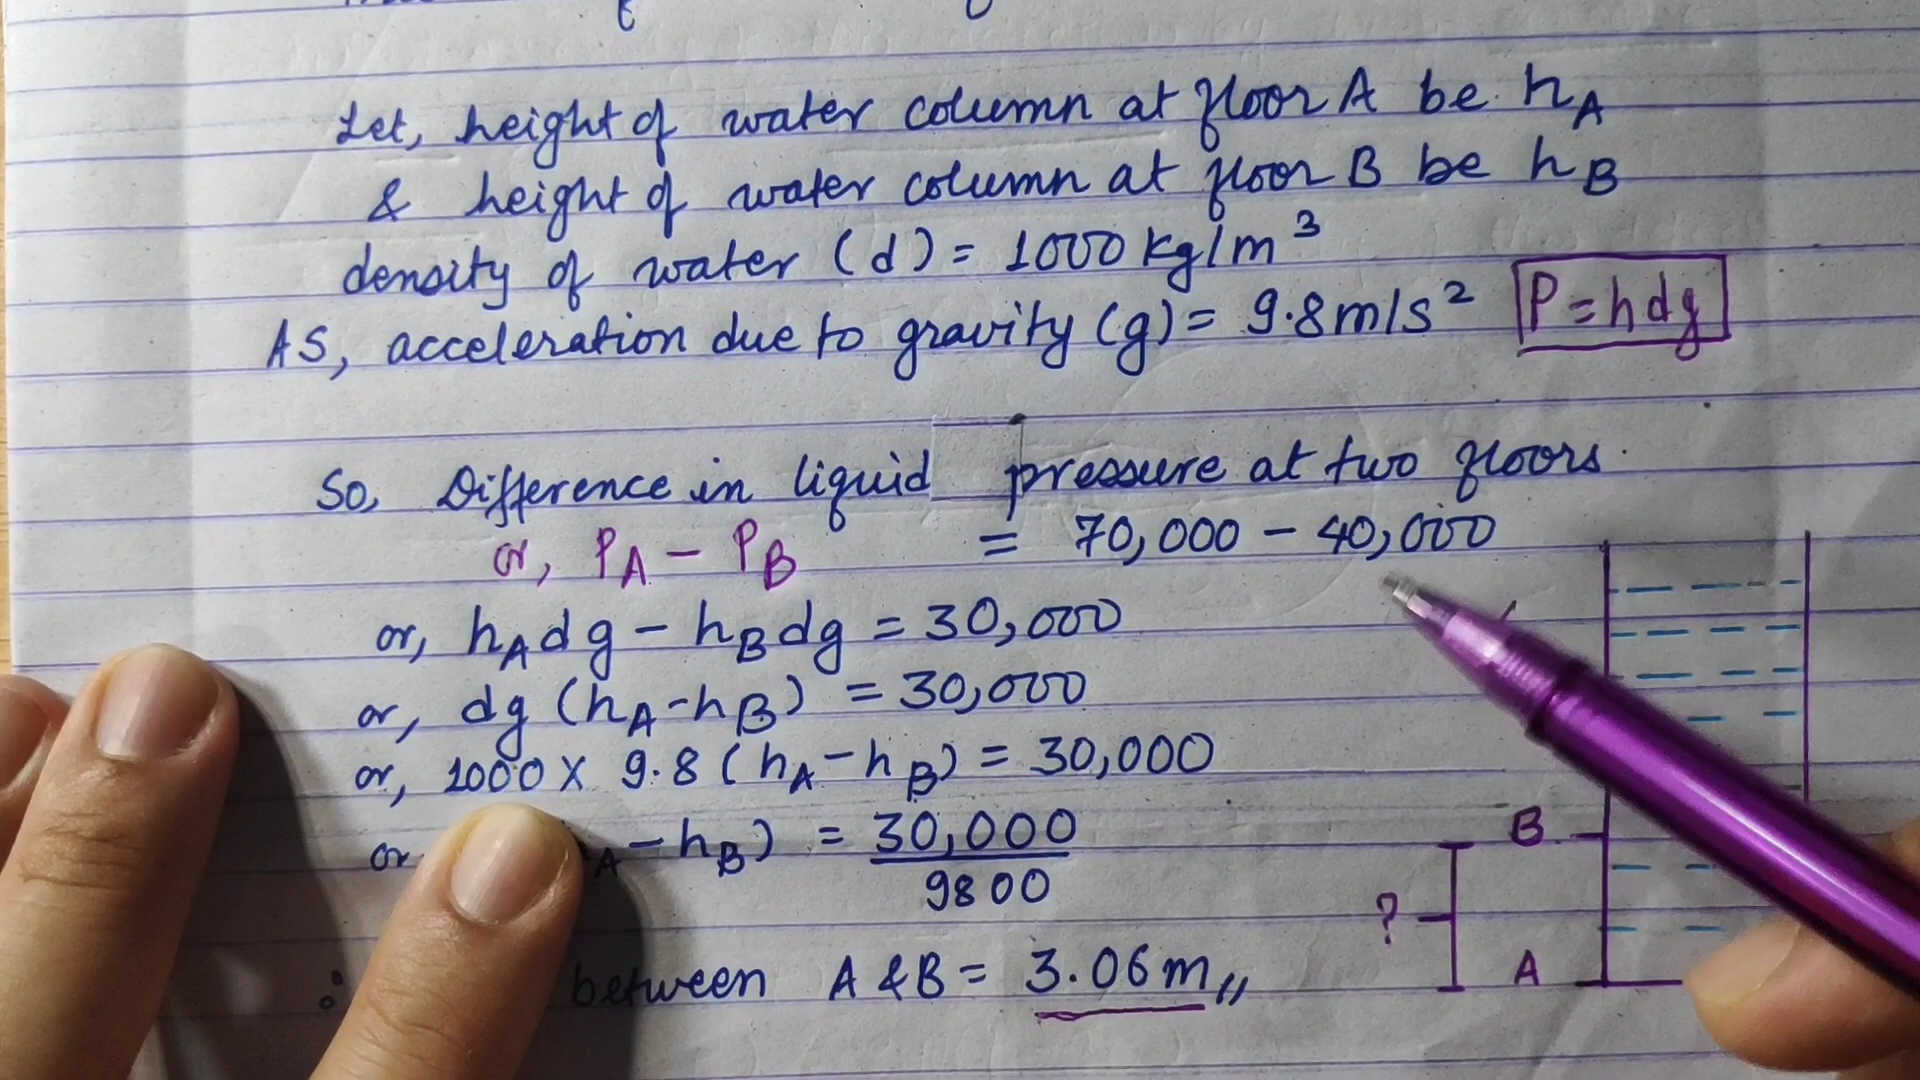 Let, height of water column at floor A be hA
& height of water column at floor B be hB
density of water (d) = 1000 kg/m³
As, acceleration due to gravity (g) = 9.8 m/s² P = hdg
So, Difference in liquid pressure at two floors.
or, PA - PB = 70,000 - 40,000
or, hAdg - hBdg = 30,000
or, dg (hA-hB) = 30,000
or, 1000 x 9.8 (hA-hB) = 30,000
or A - hB) = 30,000
9800
between A & B = 3.06 m,,
B
?
A